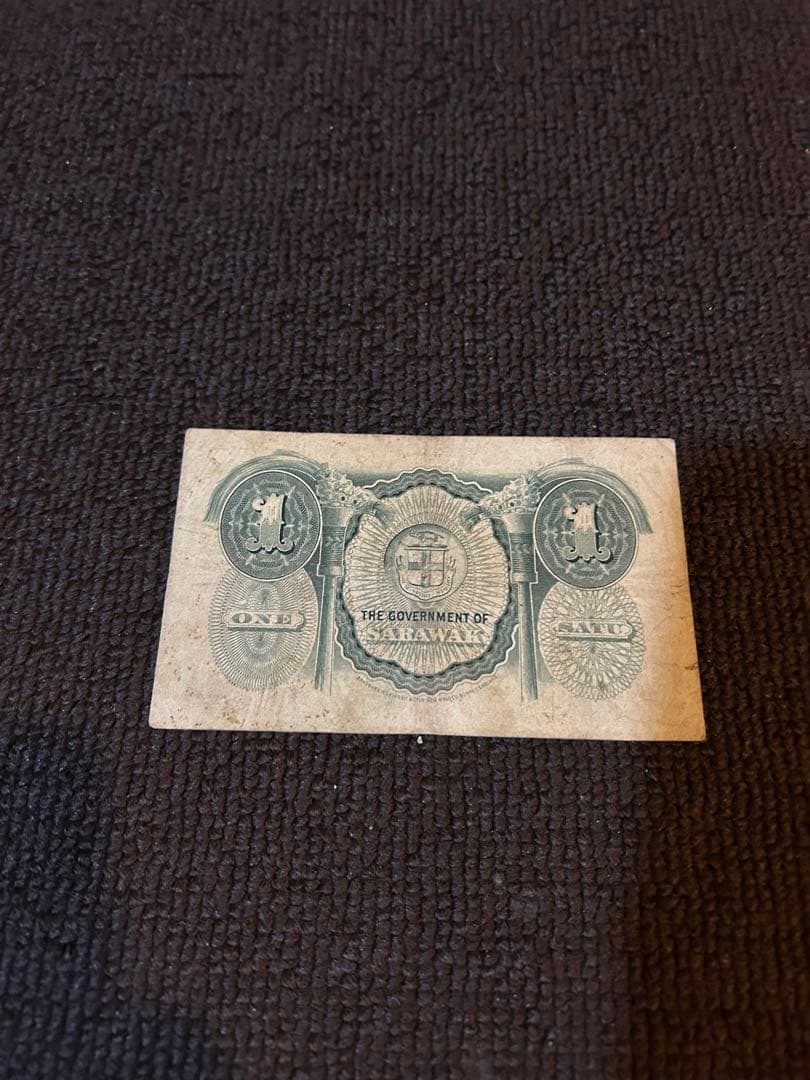 1
1
ONE
THE GOVERNMENT OF
SARAWAK
SATU